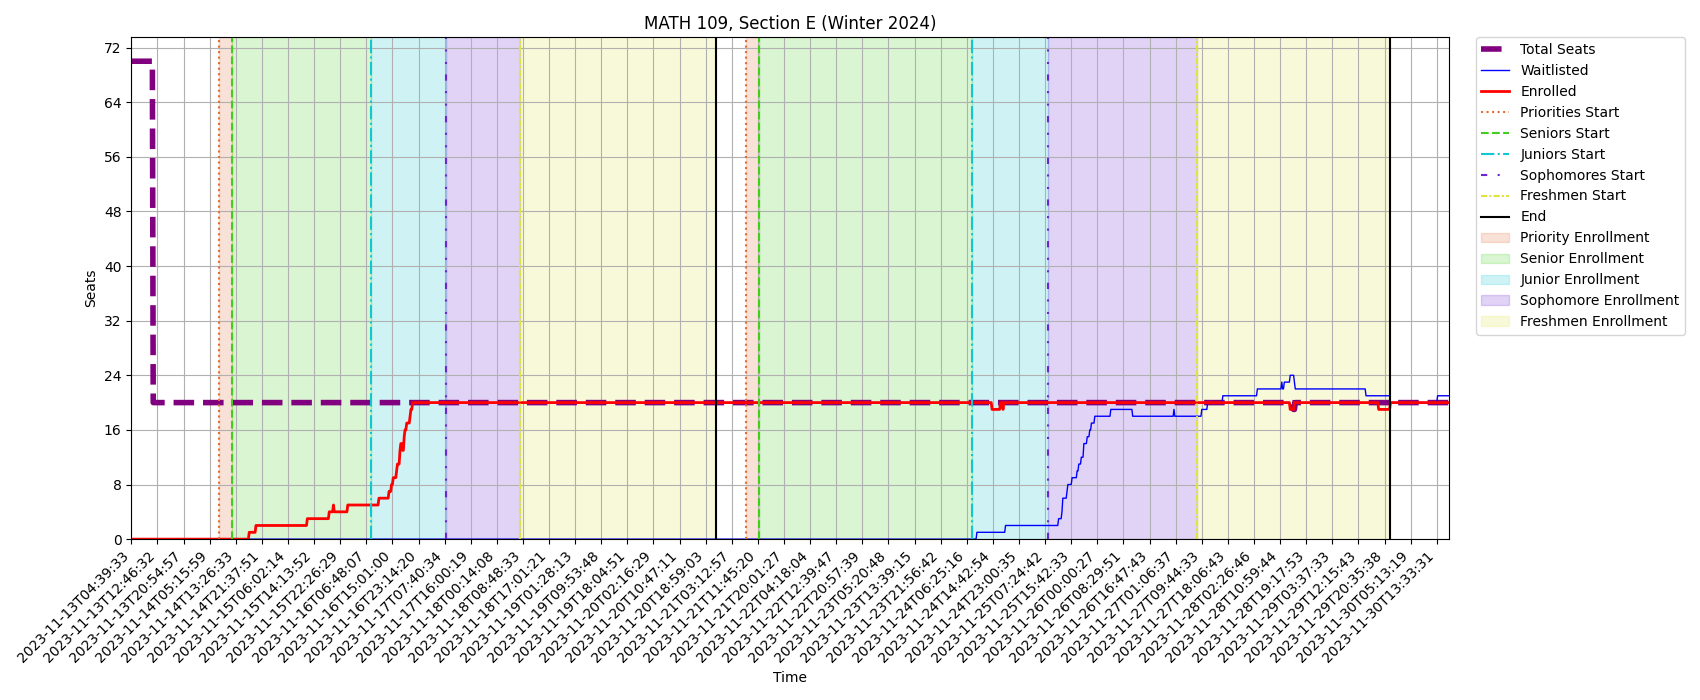 MATH 109, Section E (Winter 2024)
72
64
56
48
40
32
24
16
8
0
Seats
2023-11-13T04:39:33
2023-11-13T12:46:32
2023-11-13T20:54:57
2023-11-14T05:15:59
2023-11-14T13:26:33
2023-11-14T21:37:51
2023-11-15T06:02:14
2023-11-15T14:13:52
2023-11-15T22:26:29
2023-11-16T06:48:07
2023-11-16T15:01:00
2023-11-16T23:14:20
2023-11-17T07:40:34
2023-11-17T16:00:19
2023-11-18T00:14:08
2023-11-18T08:48:33
2023-11-18T17:01:21
2023-11-19T01:28:13
2023-11-19T09:53:48
2023-11-19T18:04:51
2023-11-20T02:16:29
2023-11-20T10:47:11
2023-11-20T18:59:03
2023-11-21T03:12:57
2023-11-21T11:45:20
2023-11-21T20:01:27
2023-11-22T04:18:04
2023-11-22T12:39:47
2023-11-22T20:57:39
2023-11-23T05:20:48
2023-11-23T13:39:15
2023-11-23T21:56:42
2023-11-24T06:25:16
2023-11-24T14:42:54
2023-11-24T23:00:35
2023-11-25T07:24:42
2023-11-25T15:42:33
2023-11-26T00:00:27
2023-11-26T08:29:51
2023-11-26T16:47:43
2023-11-27T01:06:37
2023-11-27T09:44:33
2023-11-27T18:06:43
2023-11-28T02:26:46
2023-11-28T10:59:44
2023-11-28T19:17:53
2023-11-29T03:37:33
2023-11-29T12:15:43
2023-11-29T20:35:38
2023-11-30T05:13:19
2023-11-30T13:33:31
Time
Total Seats
Waitlisted
Enrolled
Priorities Start
Seniors Start
Juniors Start
Sophomores Start
Freshmen Start
End
Priority Enrollment
Senior Enrollment
Junior Enrollment
Sophomore Enrollment
Freshmen Enrollment